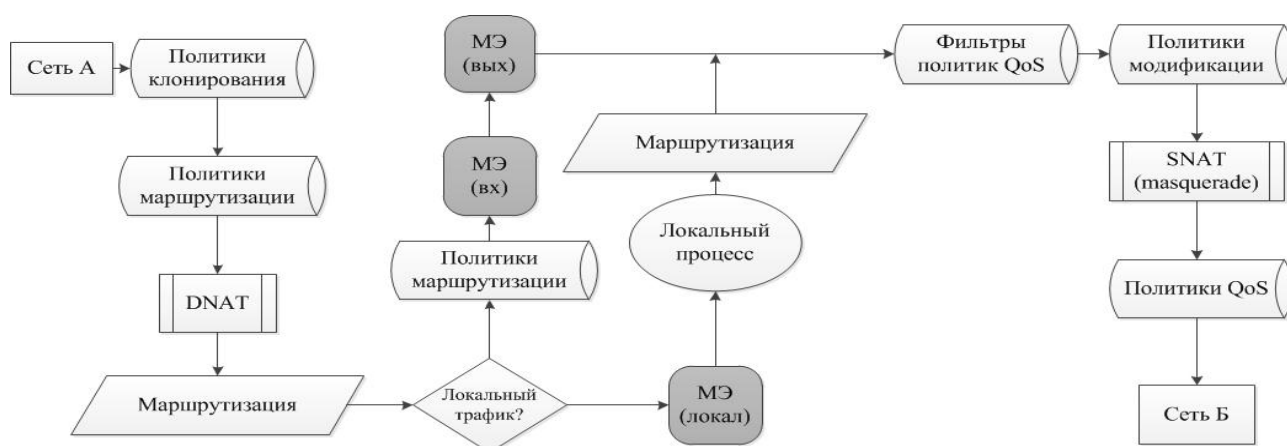 Сеть А
Политики
клонирования
Политики
маршрутизации
DNAT
Маршрутизация
Локальный
трафик?
Политики
маршрутизации
МЭ
(вх)
МЭ
(вых)
МЭ
(локал)
Локальный
процесс
Маршрутизация
Фильтры
политик QoS
Политики
модификации
SNAT
(masquerade)
Политики QoS
Сеть Б